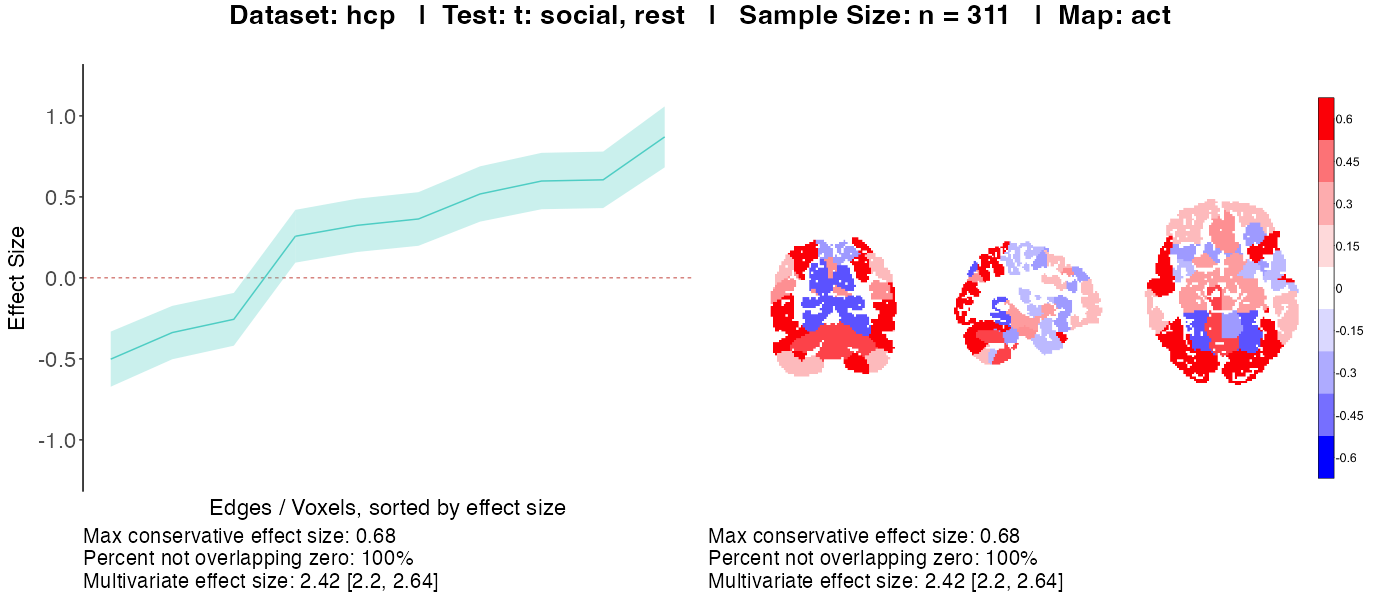 Dataset: hcp   |   Test: t: social, rest   |   Sample Size: n = 311   |   Map: act
Effect Size
1.0
0.5
0.0
-0.5
-1.0
Edges / Voxels, sorted by effect size
Max conservative effect size: 0.68
Percent not overlapping zero: 100%
Multivariate effect size: 2.42 [2.2, 2.64]
0.6
0.45
0.3
0.15
0
-0.15
-0.3
-0.45
-0.6
Max conservative effect size: 0.68
Percent not overlapping zero: 100%
Multivariate effect size: 2.42 [2.2, 2.64]